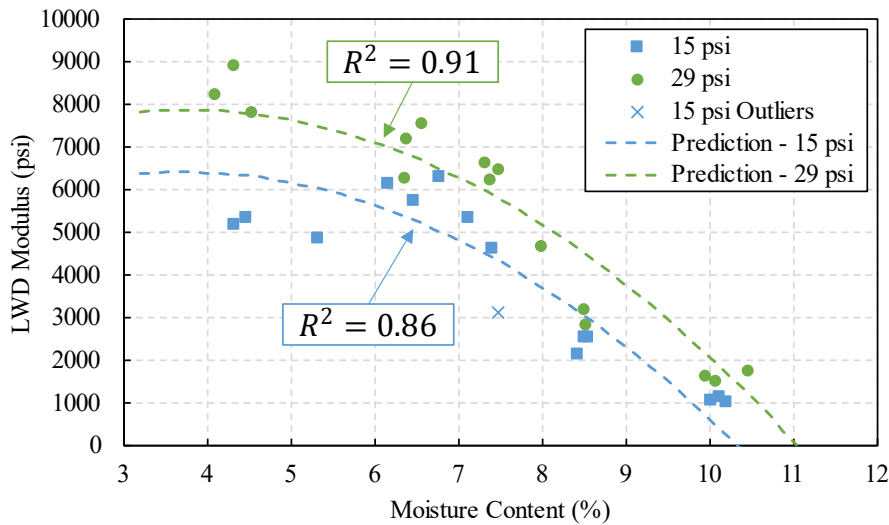 10000
9000
8000
7000
6000
5000
4000
3000
2000
1000
0
LWD Modulus (psi)
R² = 0.91
R² = 0.86
15 psi
29 psi
15 psi Outliers
Prediction - 15 psi
Prediction - 29 psi
3 4 5 6 7 8 9 10 11 12
Moisture Content (%)